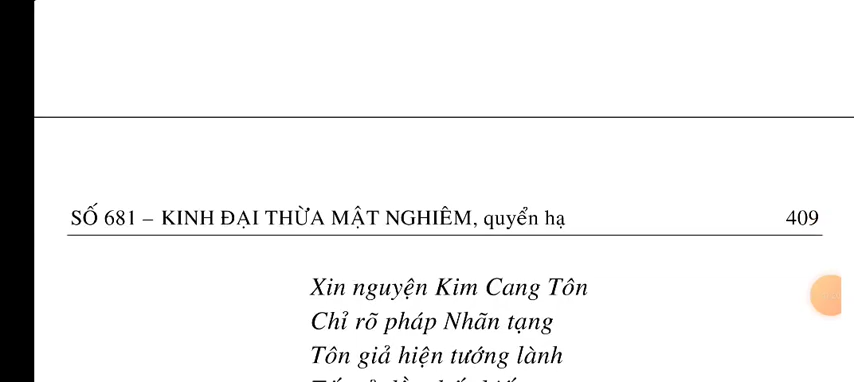 SỐ 681 – KINH ĐẠI THỪA MẬT NGHIÊM, quyển hạ 409
Xin nguyện Kim Cang Tôn
Chỉ rõ pháp Nhãn tạng
Tôn giả hiện tướng lành